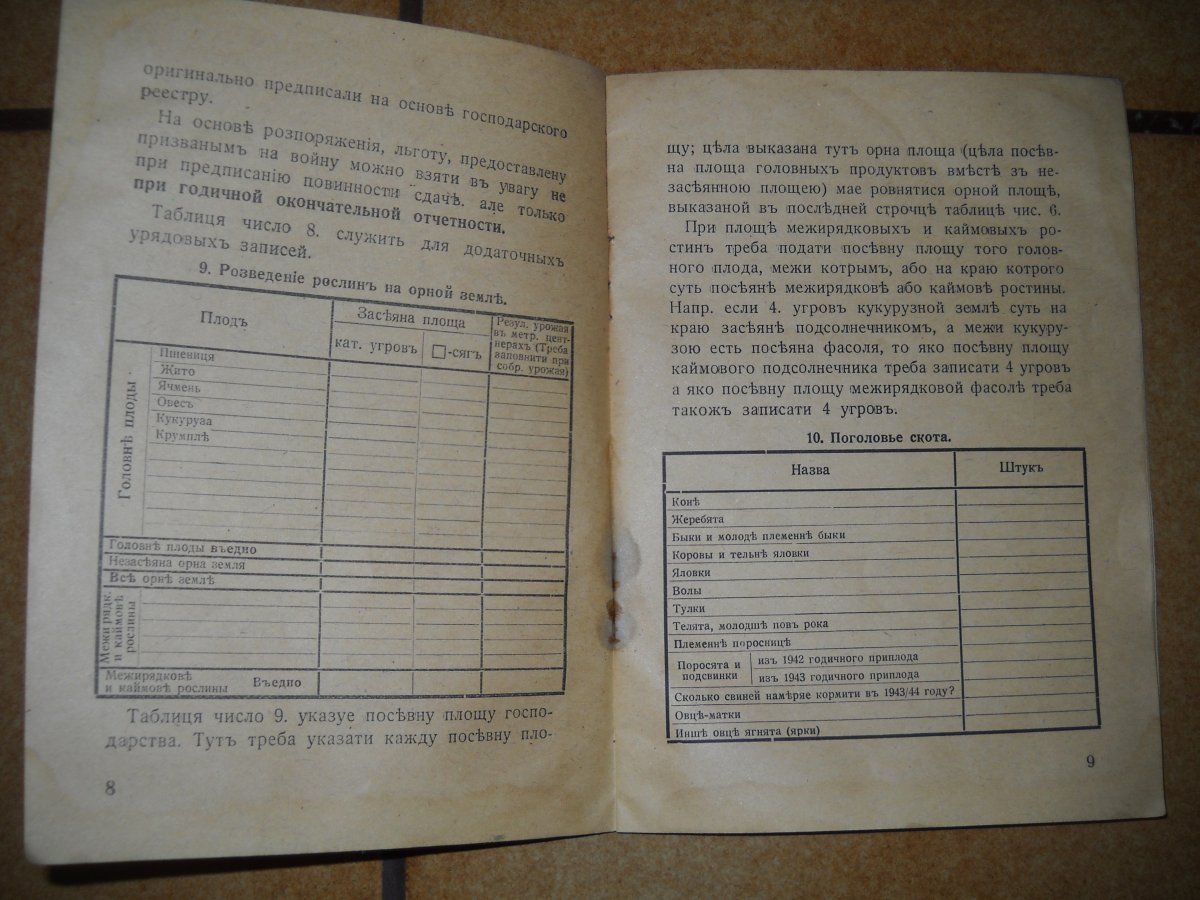 оригинально предписали на основѣ господарского
реестру.
На основѣ розпоряженія, льготу, предоставлену
призванымъ на войну можно взяти въ увагу не
при предписанію повинности сдачѣ. але только
при годичной окончательной отчетности.
Таблиця число 8. служить для додаточныхъ
урядовыхъ записей.
9. Розведеніе рослинъ на орной землѣ.
Плодъ
Засѣяна площа
кат. угровъ
□-сягъ
Резул. урожая
въ метр. цент-
нерахъ (Треба
заповнити при
собр. урожая)
Головнѣ плоды
Пшениця
Жито
Ячмень
Овесъ
Кукуруза
Крумплѣ
Головнѣ плоды въедно
Незасѣяна орна земля
Всѣ орнѣ землѣ
Межирядк.
и каймовѣ
рослины
Межирядковѣ
и каймовѣ рослины Въедно
Таблиця число 9. указуе посѣвну площу госпо-
дарства. Тутъ треба указати кажду посѣвну пло-
8
щу; цѣла выказана тутъ орна площа (цѣла посѣв-
на площа головныхъ продуктовъ вмѣстѣ зъ не-
засѣянною площею) мае ровнятися орной площѣ,
выказаной въ послѣдней строчцѣ таблицѣ чис. 6.
При площѣ межирядковыхъ и каймовыхъ ро-
стинъ треба подати посѣвну площу того голов-
ного плода, межи котрымъ, або на краю котрого
суть посѣянѣ межирядковѣ або каймовѣ ростины.
Напр. если 4. угровъ кукурузной землѣ суть на
краю засѣянѣ подсолнечникомъ, а межи кукуру-
зою есть посѣяна фасоля, то яко посѣвну площу
каймового подсолнечника треба записати 4 угровъ
а яко посѣвну площу межирядковой фасолѣ треба
такожъ записати 4 угровъ.
10. Поголовье скота.
Назва
Штукъ
Конѣ
Жеребята
Быки и молодѣ племеннѣ быки
Коровы и тельнѣ яловки
Яловки
Волы
Тулки
Телята, молодшѣ повъ рока
Племеннѣ поросницѣ
Поросята и
подсвинки
изъ 1942 годичного приплода
изъ 1943 годичного приплода
Сколько свиней намѣряе кормити въ 1943/44 году?
Овцѣ-матки
Иншѣ овцѣ ягнята (ярки)
9